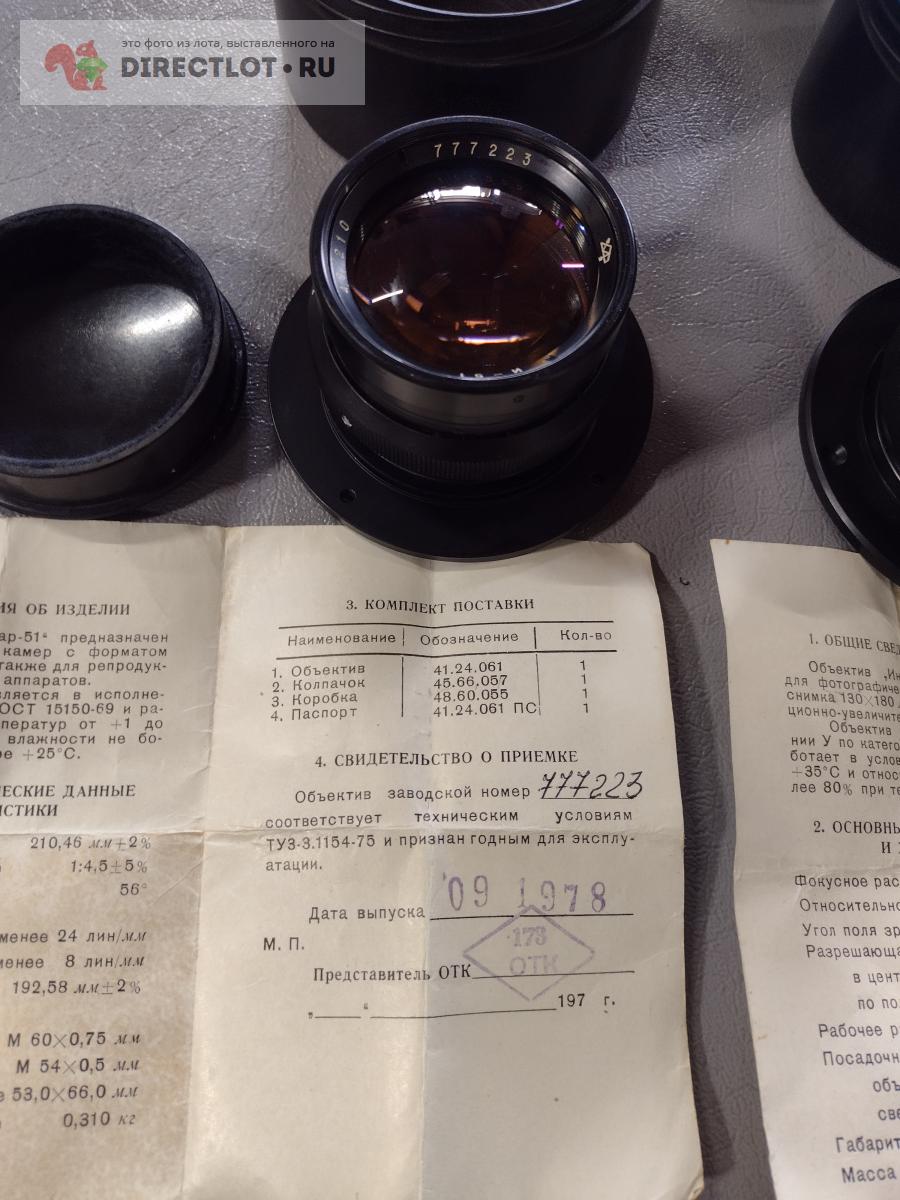 это фото из лота, выставленного на
DIRECTLOT•RU
777223
210
ИЯ ОБ ИЗДЕЛИИ
ар-51“ предназначен
камер с форматом
также для репродук-
аппаратов.
вляется в исполне-
ОСТ 15150-69 и ра-
ператур от +1 до
влажности не бо-
ре +25°С.
ЧЕСКИЕ ДАННЫЕ
ИСТИКИ
210,46 мм±2%
1:4,5±5%
56°
менее 24 лин/мм
менее 8 лин/мм
192,58 мм±2%
М 60×0,75 мм
М 54×0,5 мм
е 53,0×66,0 мм
0,310 кг
3. КОМПЛЕКТ ПОСТАВКИ
Наименование Обозначение Кол-во
1. Объектив 41.24.061 1
2. Колпачок 45.66,057 1
3. Коробка 48.60.055 1
4. Паспорт 41.24.061 ПС 1
4. СВИДЕТЕЛЬСТВО О ПРИЕМКЕ
Объектив заводской номер 777223
соответствует техническим условиям
ТУЗ-3.1154-75 и признан годным для эксплу-
атации.
Дата выпуска 09 1978
М. П.
173
ОТК
Представитель ОТК
„ “ 197 г.
1. ОБЩИЕ СВЕД
Объектив „Ин
для фотографиче
снимка 130×180
ционно-увеличите
Объектив
нии У по катего
ботает в услов
+35°С и относ
лее 80% при те
2. ОСНОВНЫ
И
Фокусное рас
Относительно
Угол поля зр
Разрешающа
в цент
по по
Рабочее р
Посадочн
объ
све
Габарит
Масса